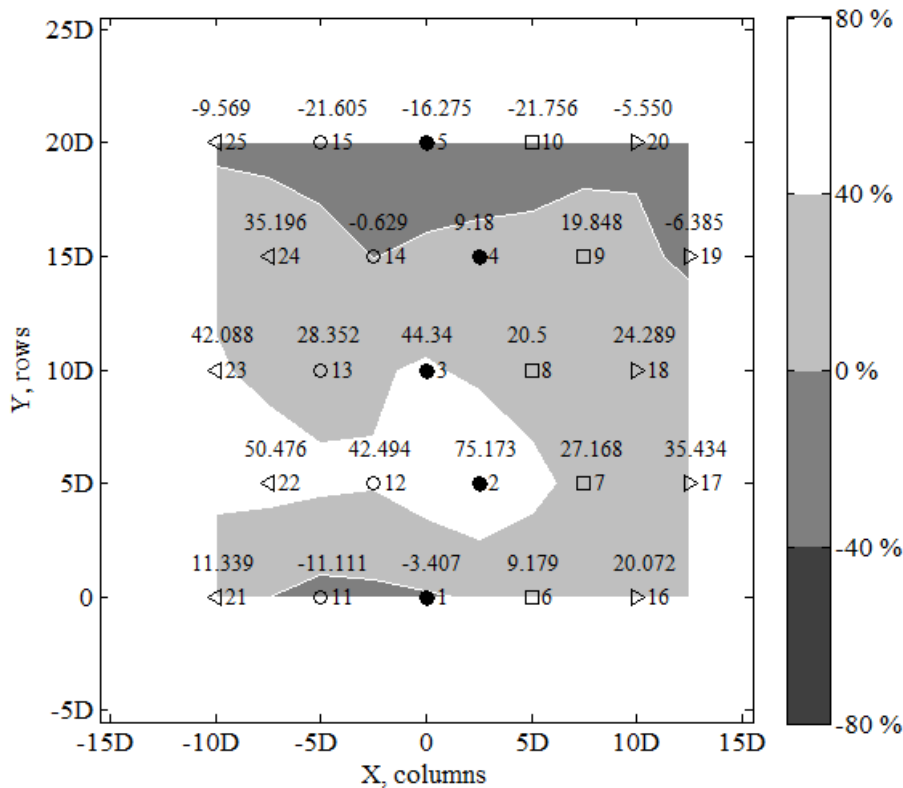 25D
80 %
-9.569 -21.605 -16.275 -21.756 -5.550
20D 25 15 5 10 20
40 %
35.196 -0.629 9.18 19.848 -6.385
15D 24 14 4 9 19
42.088 28.352 44.34 20.5 24.289
10D 23 13 3 8 18
0 %
Y, rows
50.476 42.494 75.173 27.168 35.434
5D 22 12 2 7 17
-40 %
11.339 -11.111 -3.407 9.179 20.072
0 21 11 1 6 16
-5D
-80 %
-15D -10D -5D 0 5D 10D 15D
X, columns